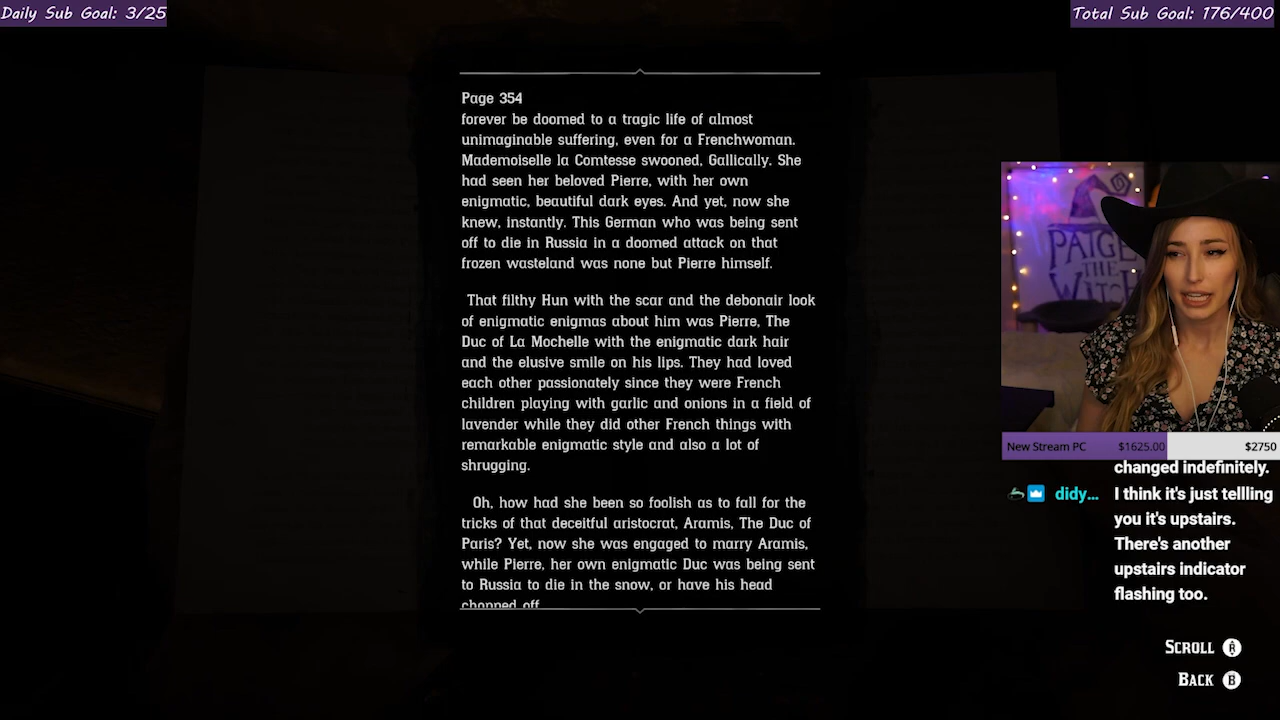 Daily Sub Goal: 3/25
Total Sub Goal: 176/400
Page 354
forever be doomed to a tragic life of almost
unimaginable suffering, even for a Frenchwoman.
Mademoiselle la Comtesse swooned, Gallically. She
had seen her beloved Pierre, with her own
enigmatic, beautiful dark eyes. And yet, now she
knew, instantly. This German who was being sent
off to die in Russia in a doomed attack on that
frozen wasteland was none but Pierre himself.
That filthy Hun with the scar and the debonair look
of enigmatic enigmas about him was Pierre, The
Duc of La Mochelle with the enigmatic dark hair
and the elusive smile on his lips. They had loved
each other passionately since they were French
children playing with garlic and onions in a field of
lavender while they did other French things with
remarkable enigmatic style and also a lot of
shrugging.
Oh, how had she been so foolish as to fall for the
tricks of that deceitful aristocrat, Aramis, The Duc of
Paris? Yet, now she was engaged to marry Aramis,
while Pierre, her own enigmatic Duc was being sent
to Russia to die in the snow, or have his head
chopped off
PAIGE
THE
WITCH
New Stream PC $1625.00 $2750
changed indefinitely.
didy... I think it's just tellling
you it's upstairs.
There's another
upstairs indicator
flashing too.
SCROLL R
BACK B